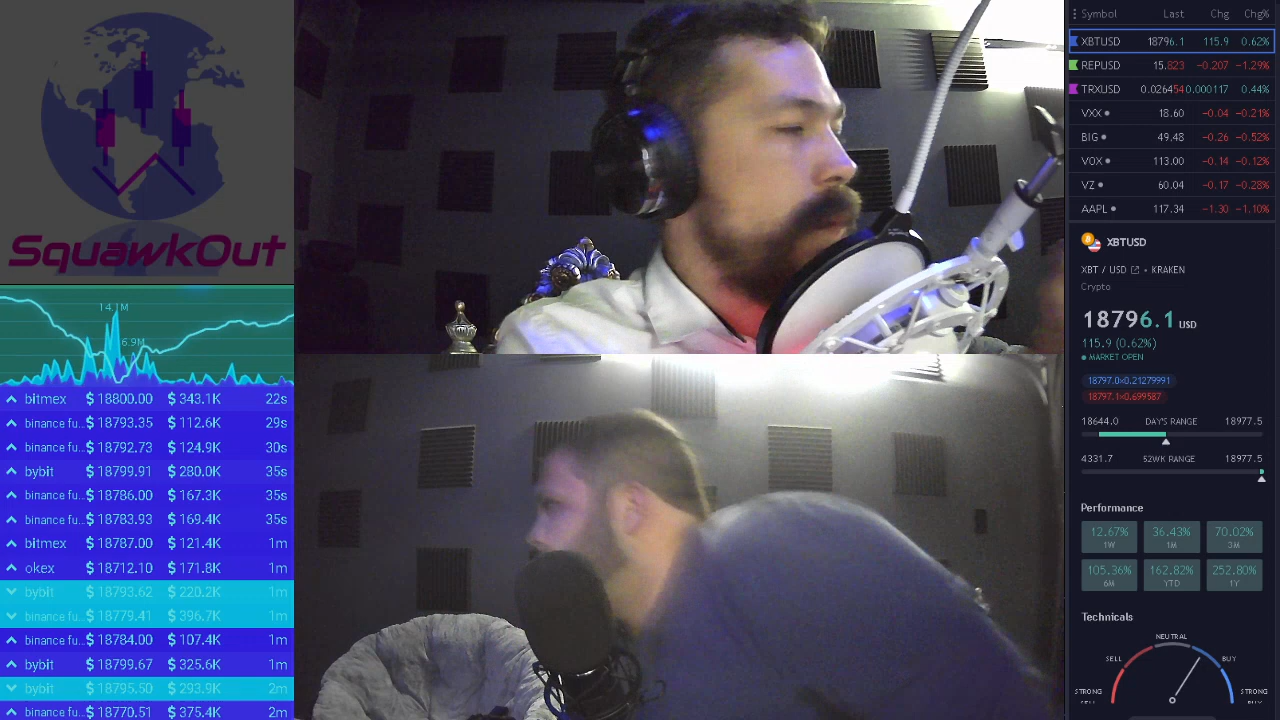 SquawkOut
14.1M
6.9M
bitmex $ 18800.00 $ 343.1K 22s
binance fu.. $ 18793.35 $ 112.6K 29s
binance fu.. $ 18792.73 $ 124.9K 30s
bybit $ 18799.91 $ 280.0K 35s
binance fu.. $ 18786.00 $ 167.3K 35s
binance fu.. $ 18783.93 $ 169.4K 35s
bitmex $ 18787.00 $ 121.4K 1m
okex $ 18712.10 $ 171.8K 1m
bybit $ 18793.62 $ 220.2K 1m
binance fu.. $ 18779.41 $ 396.7K 1m
binance fu.. $ 18784.00 $ 107.4K 1m
bybit $ 18799.67 $ 325.6K 1m
bybit $ 18795.50 $ 293.9K 2m
binance fu.. $ 18770.51 $ 375.4K 2m
Symbol Last Chg Chg%
XBTUSD 18796.1 115.9 0.62%
REPUSD 15.823 −0.207 −1.29%
TRXUSD 0.026454 0.000117 0.44%
VXX 18.60 −0.04 −0.21%
BIG 49.48 −0.26 −0.52%
VOX 113.00 −0.14 −0.12%
VZ 60.04 −0.17 −0.28%
AAPL 117.34 −1.30 −1.10%
XBTUSD
XBT / USD • KRAKEN
Crypto
18796.1 USD
115.9 (0.62%)
MARKET OPEN
18797.0×0.21279991
18797.1×0.699587
18644.0 DAYS RANGE 18977.5
4331.7 52WK RANGE 18977.5
Performance
12.67% 36.43% 70.02%
1W 1M 3M
105.36% 162.82% 252.80%
6M YTD 1Y
Technicals
NEUTRAL
SELL BUY
STRONG STRONG
SELL BUY